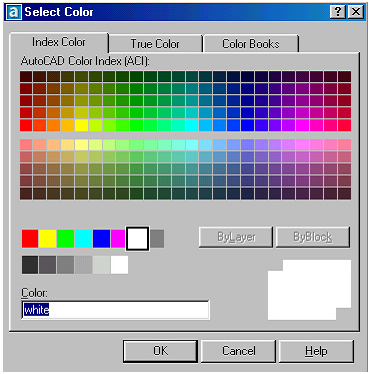 a Select Color
Index Color True Color Color Books
AutoCAD Color Index (ACI):
ByLayer ByBlock
Color:
white
OK Cancel Help